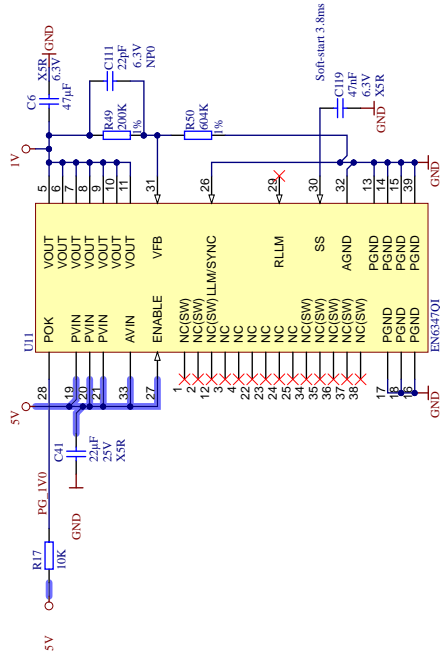 U11
EN6347QI
28
POK
19
PVIN
20
PVIN
21
PVIN
33
AVIN
27
ENABLE
1
NC(SW)
2
NC(SW)
12
NC(SW)
3
NC
4
NC
22
NC
23
NC
24
NC
25
NC
34
NC(SW)
35
NC(SW)
36
NC(SW)
37
NC(SW)
38
NC(SW)
17
PGND
18
PGND
16
PGND
VOUT
5
VOUT
6
VOUT
7
VOUT
8
VOUT
9
VOUT
10
VOUT
11
VFB
31
LLM/SYNC
26
RLLM
29
SS
30
AGND
32
PGND
13
PGND
14
PGND
15
PGND
39
5V
R17
10K
PG_1V0
5V
C41
22µF
25V
X5R
GND
GND
1V
C6
47µF
X5R
6.3V
GND
C111
22pF
6.3V
NP0
R49
200K
1%
R50
604K
1%
Soft-start 3.8ms
C119
47nF
6.3V
X5R
GND
GND